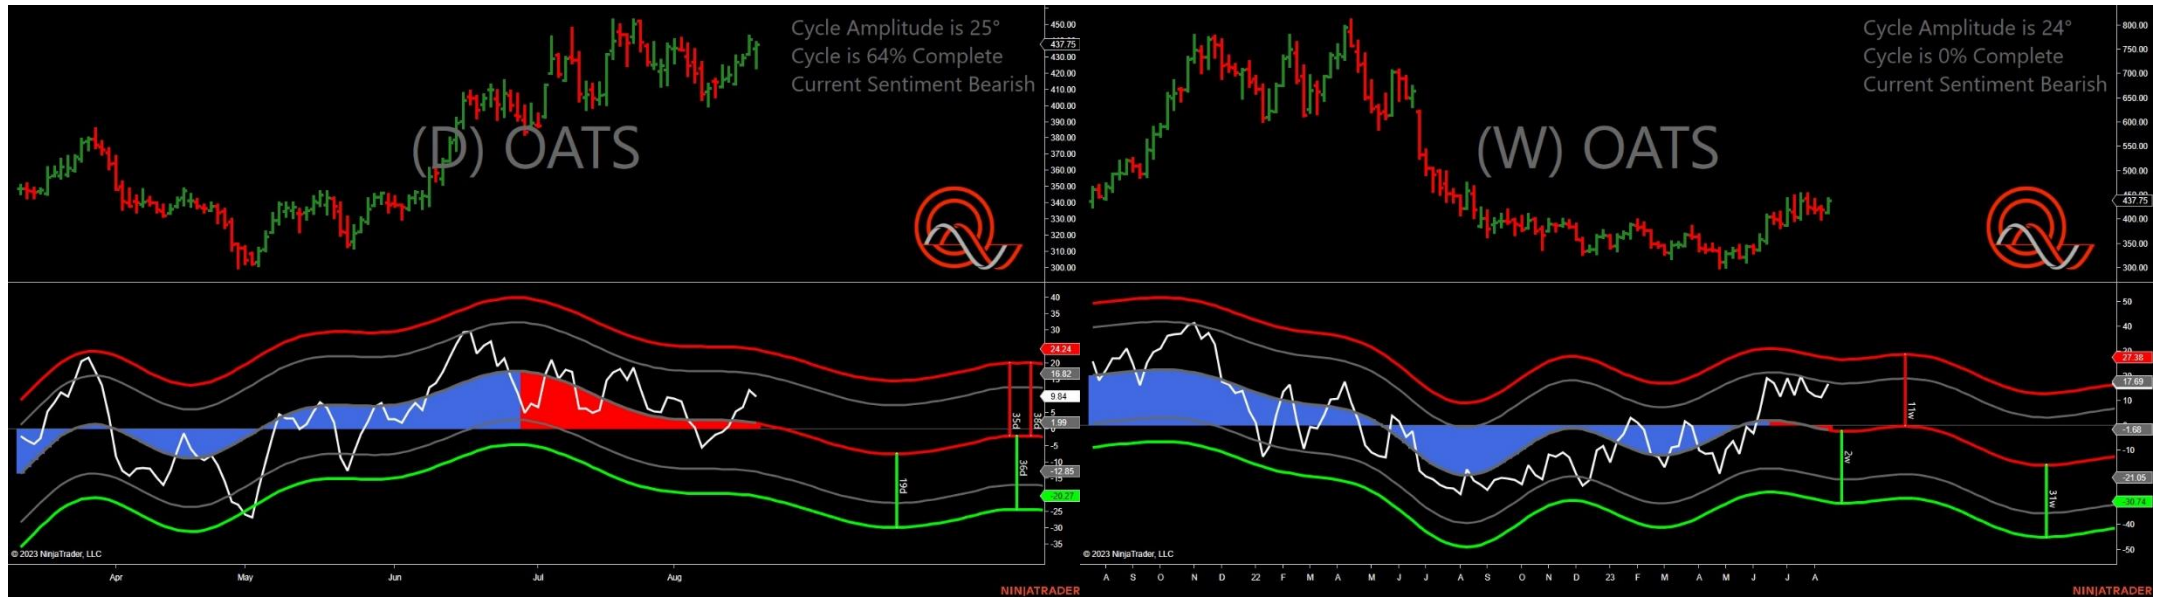 Cycle Amplitude is 25°
Cycle is 64% Complete
Current Sentiment Bearish
(D) OATS
450.00
437.75
430.00
420.00
410.00
400.00
390.00
380.00
370.00
360.00
350.00
340.00
330.00
320.00
310.00
300.00
40
35
30
24.24
20
16.82
9.84
5
1.99
-5
-10
-12.85
-20.27
-25
-30
-35
19d
35d
36d
© 2023 NinjaTrader, LLC
Apr
May
Jun
Jul
Aug
NINJATRADER
Cycle Amplitude is 24°
Cycle is 0% Complete
Current Sentiment Bearish
(W) OATS
800.00
750.00
700.00
650.00
600.00
550.00
500.00
437.75
400.00
350.00
300.00
50
40
27.38
17.69
10
-1.68
-10
-21.05
-30.74
-40
-50
2w
11w
31w
© 2023 NinjaTrader, LLC
A
S
O
N
D
22
F
M
A
M
J
J
A
S
O
N
D
23
F
M
A
M
J
J
A
NINJATRADER